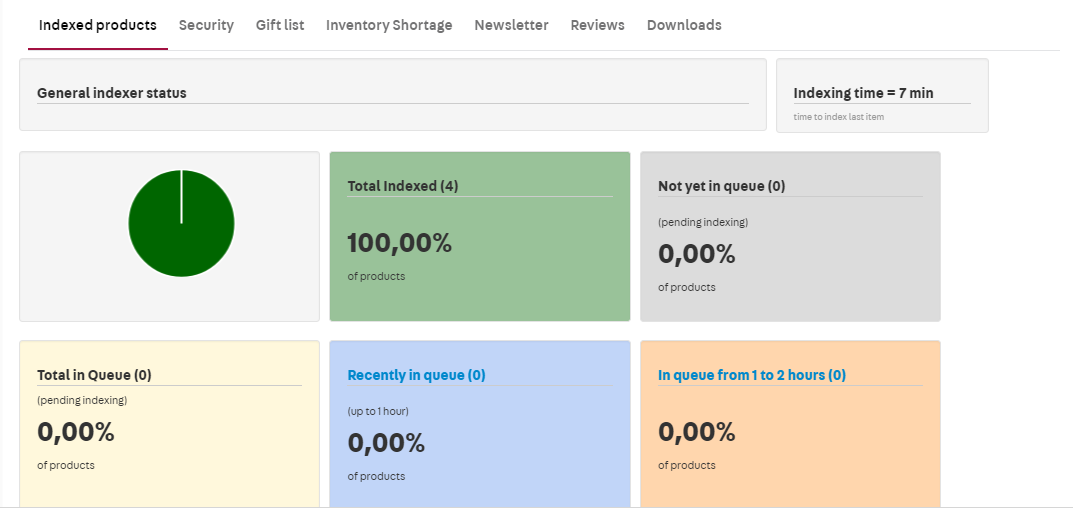 Indexed products Security Gift list Inventory Shortage Newsletter Reviews Downloads
General indexer status
Indexing time = 7 min
time to index last item
Total Indexed (4)
100,00%
of products
Not yet in queue (0)
(pending indexing)
0,00%
of products
Total in Queue (0)
(pending indexing)
0,00%
of products
Recently in queue (0)
(up to 1 hour)
0,00%
of products
In queue from 1 to 2 hours (0)
0,00%
of products